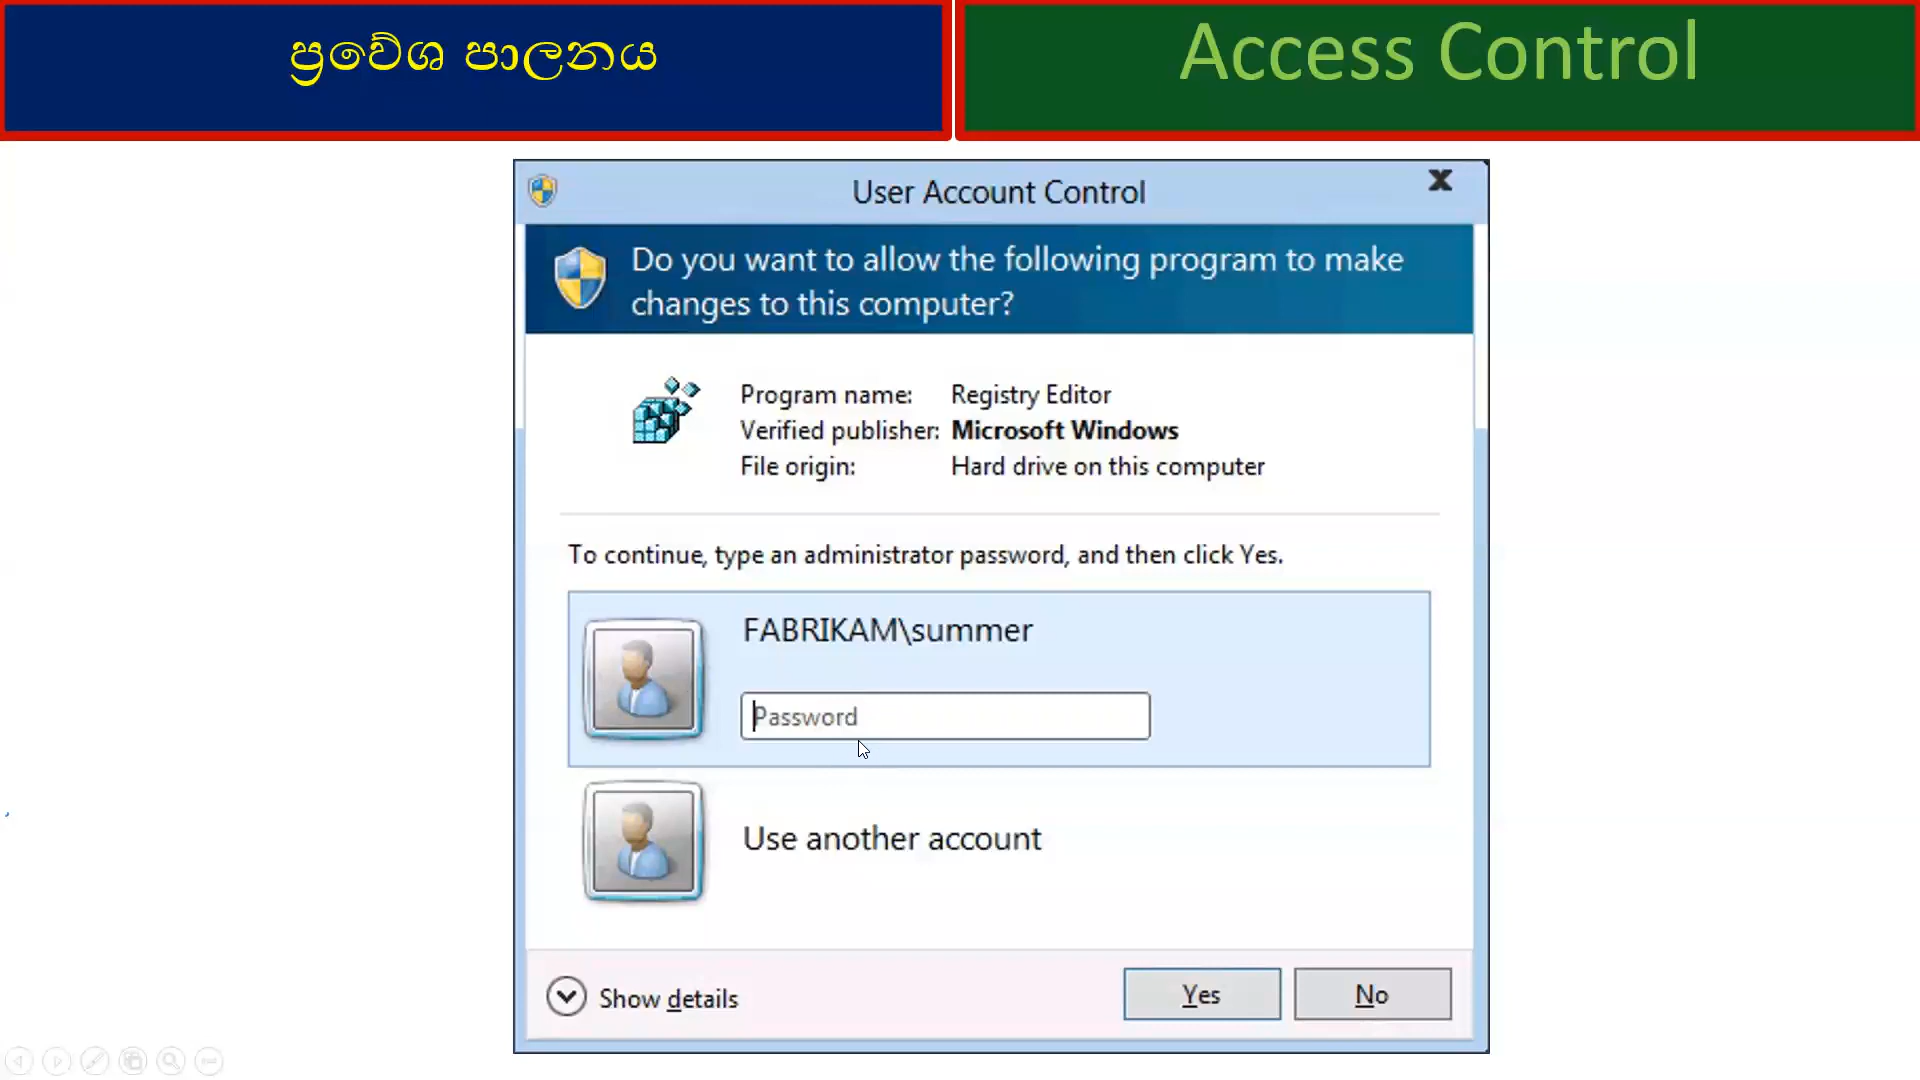 ප්‍රවේශ පාලනය
Access Control
User Account Control
Do you want to allow the following program to make
changes to this computer?
Program name: Registry Editor
Verified publisher: Microsoft Windows
File origin: Hard drive on this computer
To continue, type an administrator password, and then click Yes.
FABRIKAM\summer
Password
Use another account
Show details
Yes
No